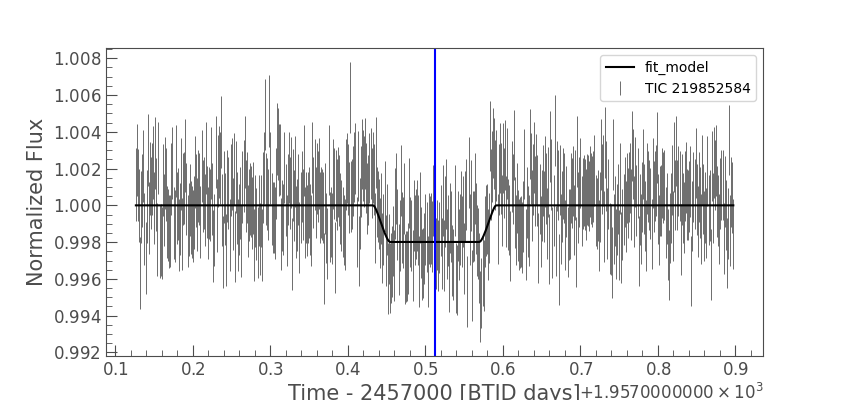 1.008
1.006
1.004
1.002
1.000
0.998
0.996
0.994
0.992
Normalized Flux
fit_model
TIC 219852584
0.1 0.2 0.3 0.4 0.5 0.6 0.7 0.8 0.9
Time - 2457000 [BTJD days] +1.9570000000 × 10³